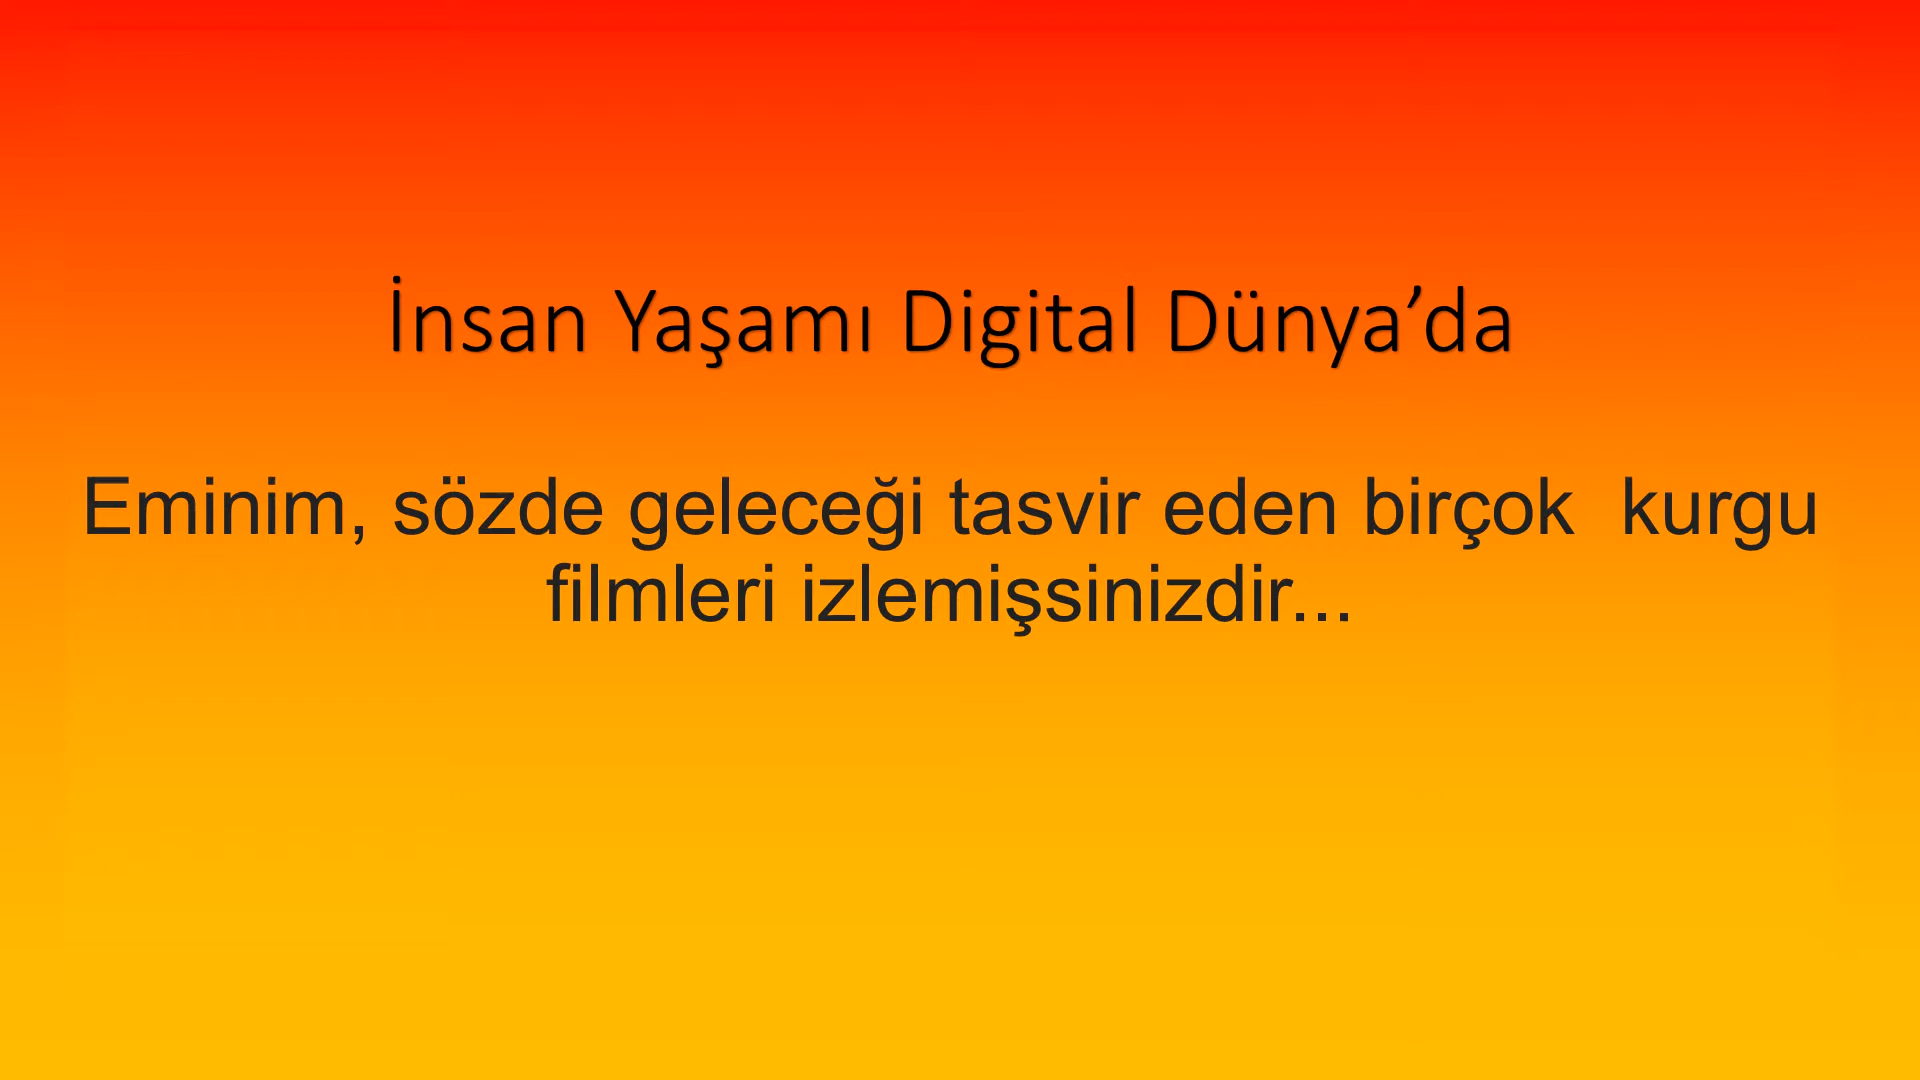 İnsan Yaşamı Digital Dünya’da
Eminim, sözde geleceği tasvir eden birçok  kurgu
filmleri izlemişsinizdir...